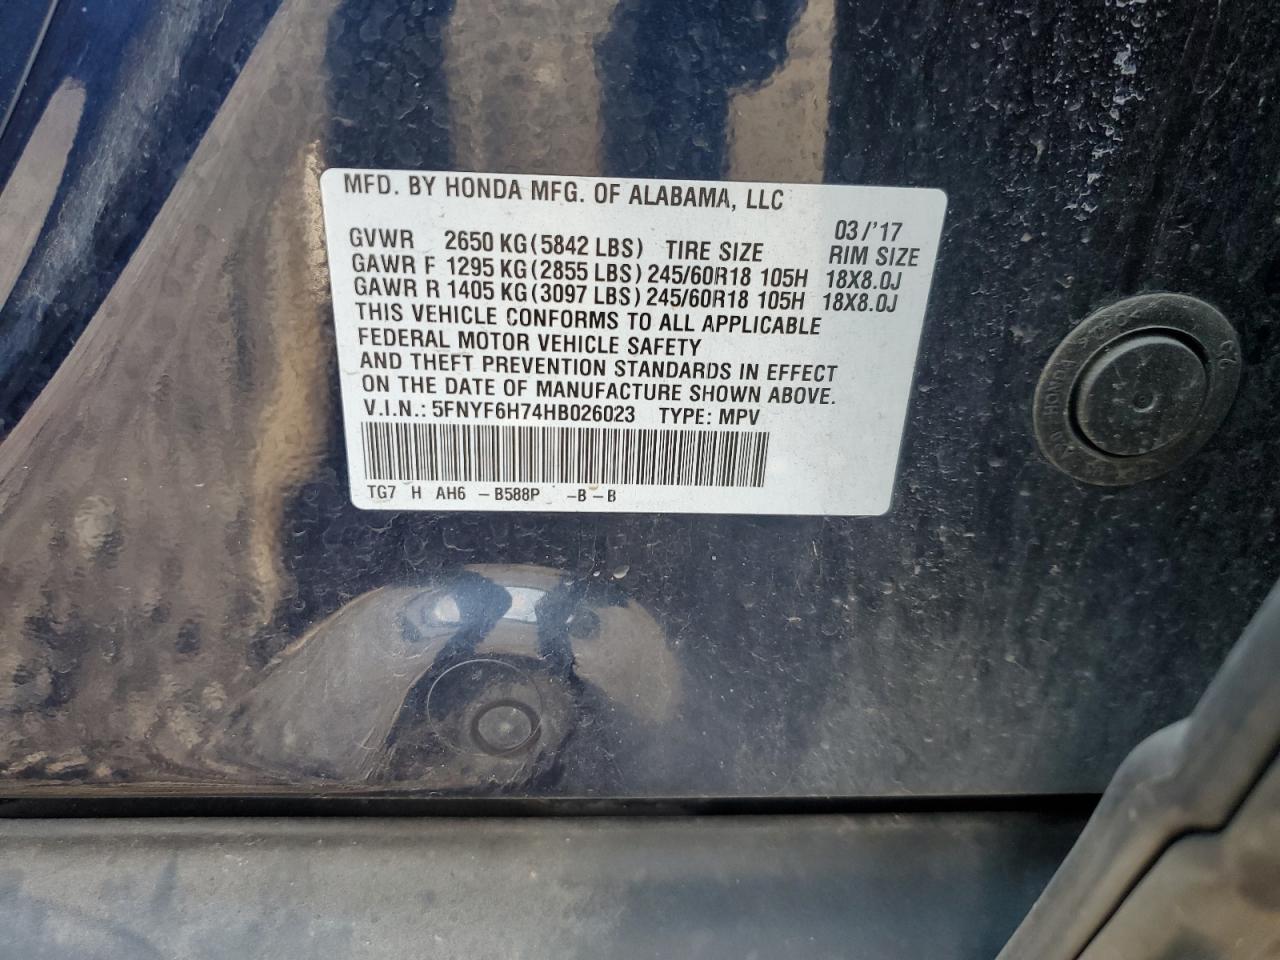 MFD. BY HONDA MFG. OF ALABAMA, LLC
03/'17
GVWR 2650 KG (5842 LBS) TIRE SIZE RIM SIZE
GAWR F 1295 KG (2855 LBS) 245/60R18 105H 18X8.0J
GAWR R 1405 KG (3097 LBS) 245/60R18 105H 18X8.0J
THIS VEHICLE CONFORMS TO ALL APPLICABLE
FEDERAL MOTOR VEHICLE SAFETY
AND THEFT PREVENTION STANDARDS IN EFFECT
ON THE DATE OF MANUFACTURE SHOWN ABOVE.
V.I.N.: 5FNYF6H74HB026023 TYPE: MPV
TG7 H AH6 -B588P -B-B
HONDA